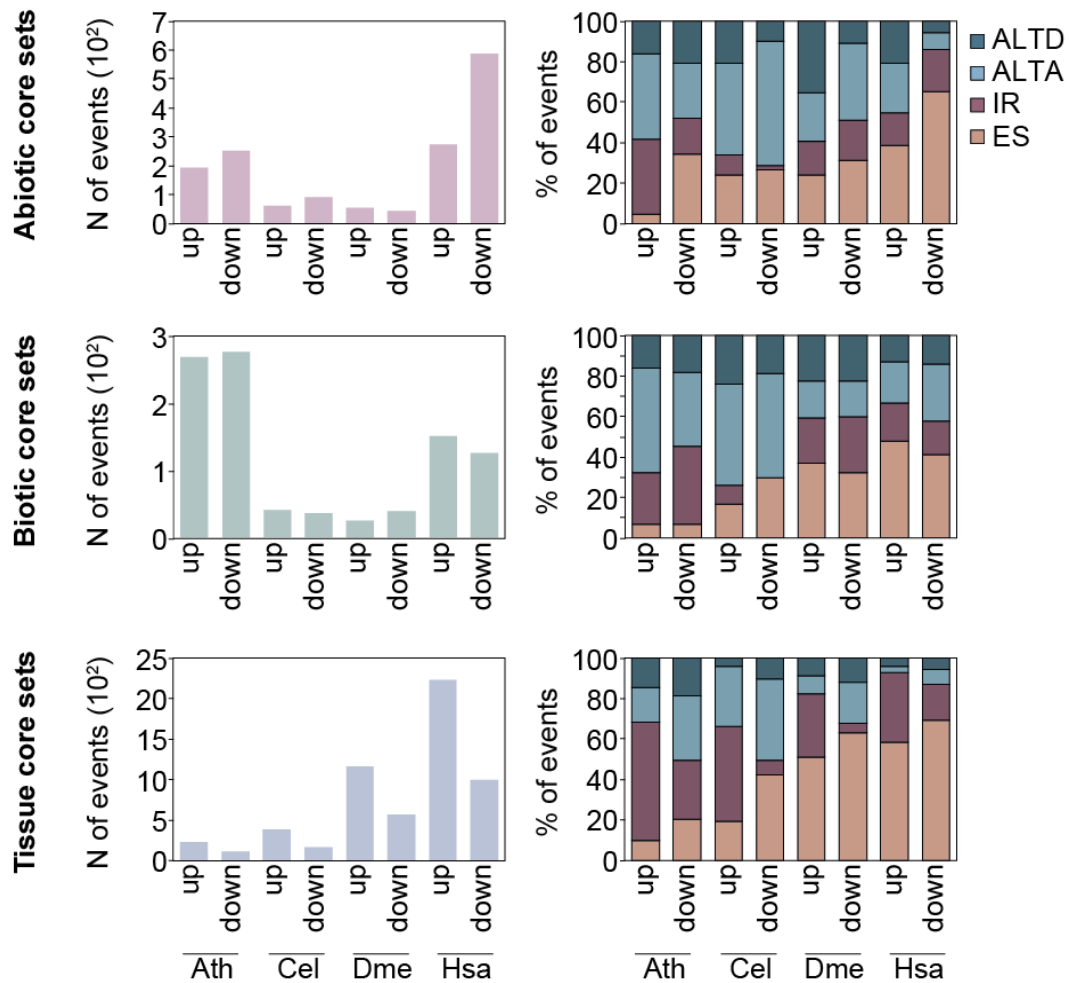 Abiotic core sets
N of events (10²)
7
6
5
4
3
2
1
0
up
down
up
down
up
down
up
down
% of events
100
80
60
40
20
0
up
down
up
down
up
down
up
down
ALTD
ALTA
IR
ES
Biotic core sets
N of events (10²)
3
2
1
0
up
down
up
down
up
down
up
down
% of events
100
80
60
40
20
0
up
down
up
down
up
down
up
down
Tissue core sets
N of events (10²)
25
20
15
10
5
0
up
down
up
down
up
down
up
down
Ath
Cel
Dme
Hsa
% of events
100
80
60
40
20
0
up
down
up
down
up
down
up
down
Ath
Cel
Dme
Hsa